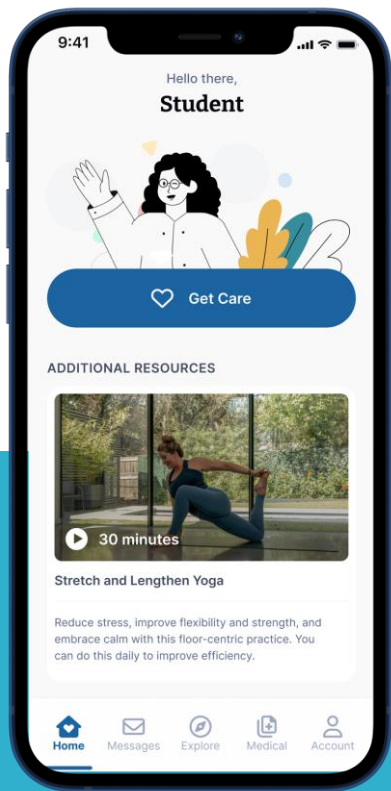 9:41
Hello there,
Student
Get Care
ADDITIONAL RESOURCES
30 minutes
Stretch and Lengthen Yoga
Reduce stress, improve flexibility and strength, and
embrace calm with this floor-centric practice. You
can do this daily to improve efficiency.
Home Messages Explore Medical Account